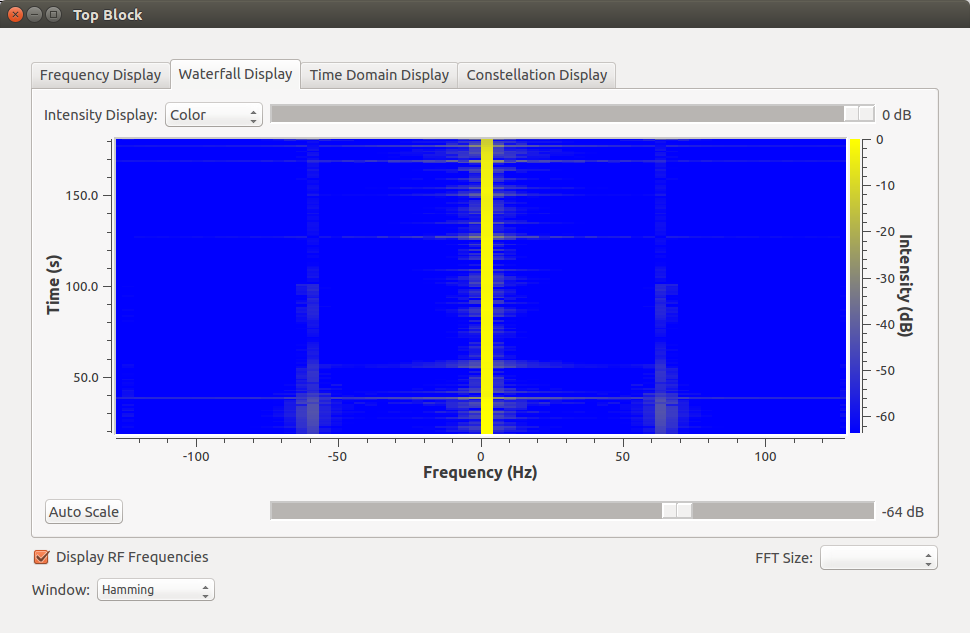 Top Block
Frequency Display
Waterfall Display
Time Domain Display
Constellation Display
Intensity Display:
Color
0 dB
Time (s)
150.0
100.0
50.0
-100
-50
0
50
100
Frequency (Hz)
0
-10
-20
-30
-40
-50
-60
Intensity (dB)
Auto Scale
-64 dB
Display RF Frequencies
FFT Size:
Window:
Hamming